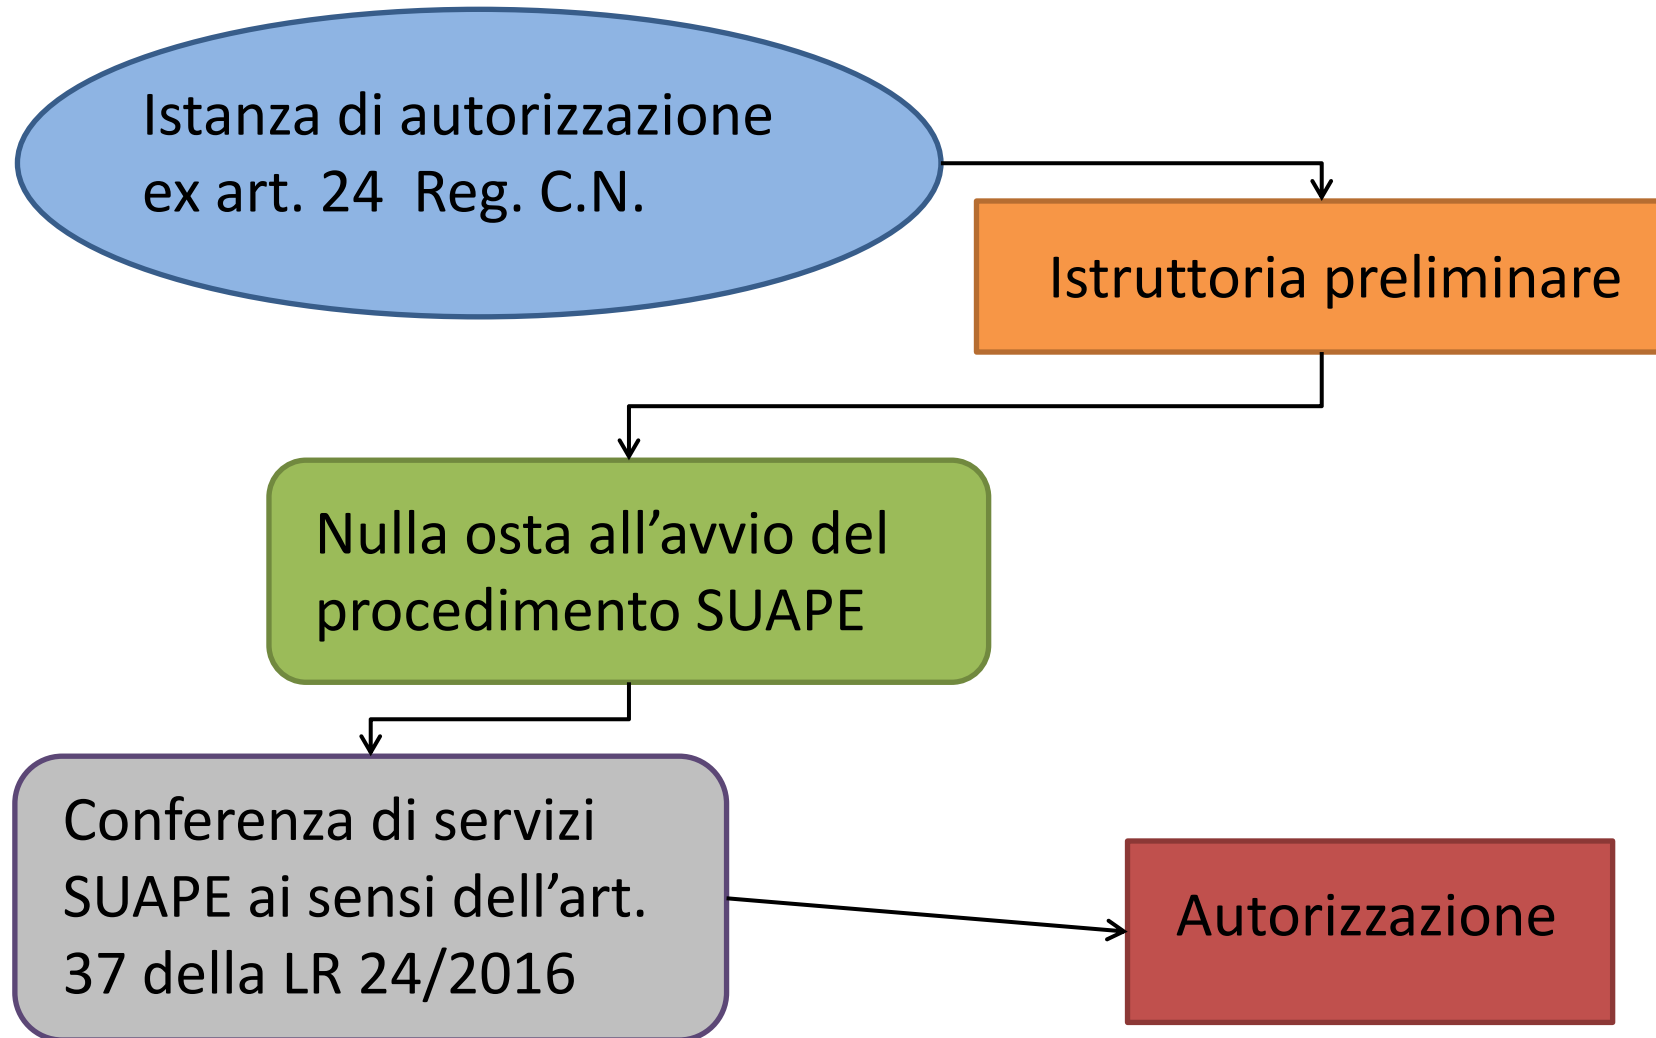 Istanza di autorizzazione
ex art. 24  Reg. C.N.
Istruttoria preliminare
Nulla osta all’avvio del
procedimento SUAPE
Conferenza di servizi
SUAPE ai sensi dell’art.
37 della LR 24/2016
Autorizzazione